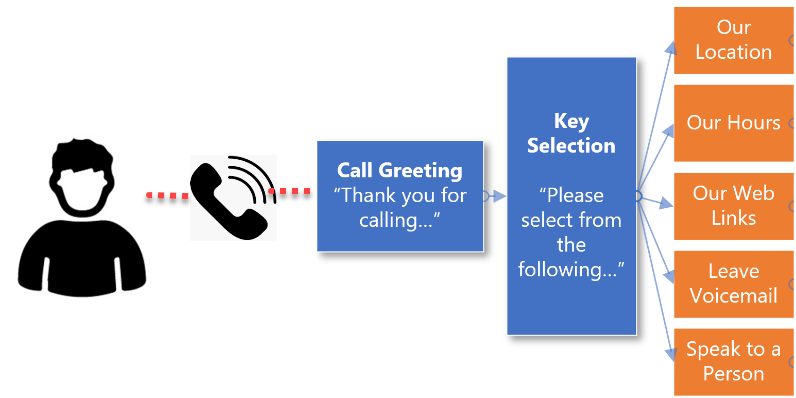 Call Greeting
“Thank you for
calling...”
Key
Selection
“Please
select from
the
following...”
Our
Location
Our Hours
Our Web
Links
Leave
Voicemail
Speak to a
Person